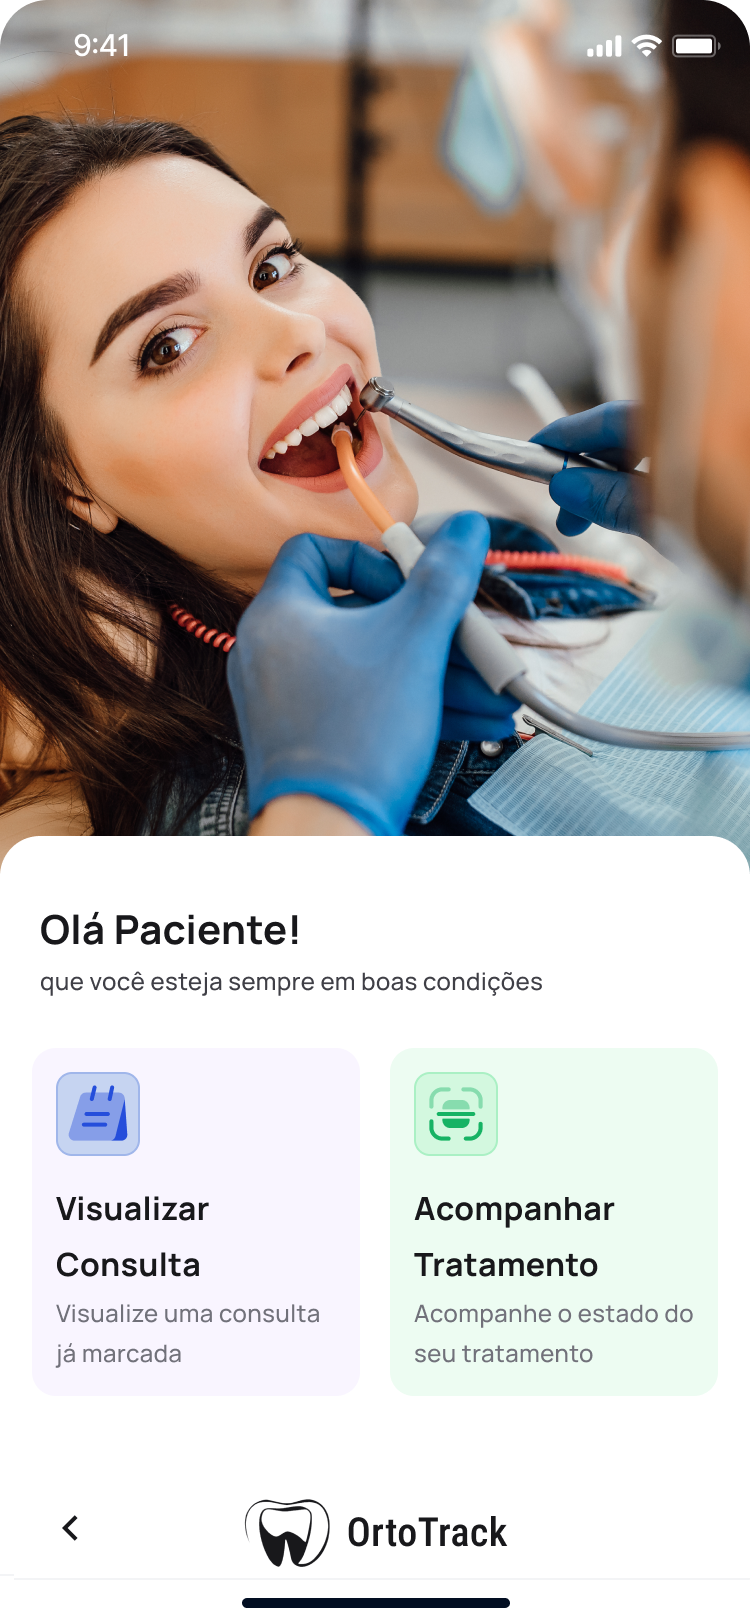 9:41
Olá Paciente!
que você esteja sempre em boas condições
Visualizar
Consulta
Visualize uma consulta
já marcada
Acompanhar
Tratamento
Acompanhe o estado do
seu tratamento
OrtoTrack